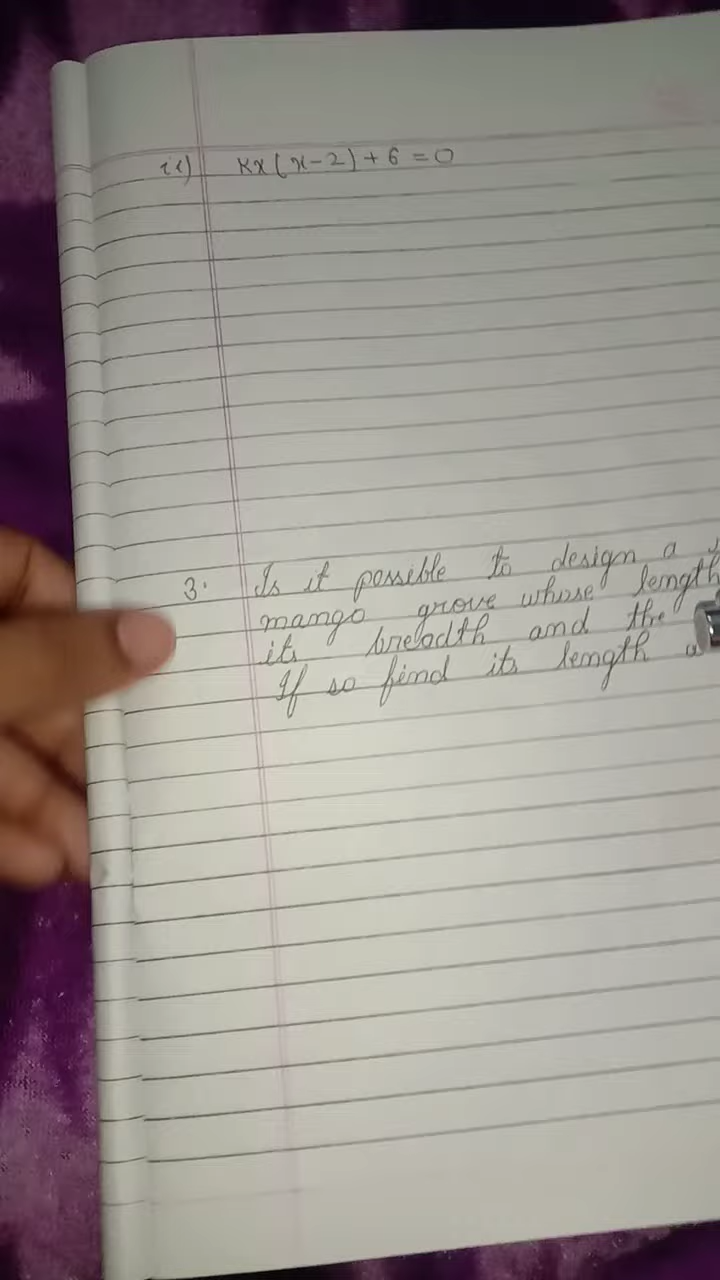 ii) Kx(x-2)+6=0
3. Is it possible to design a
mango grove whose length
its breadth and the
If so find its length